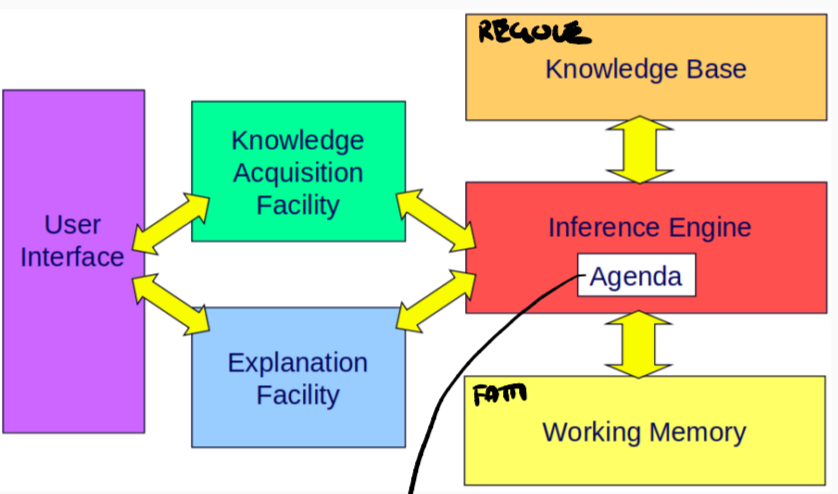 REGOLE
Knowledge Base
Knowledge
Acquisition
Facility
User
Interface
Inference Engine
Agenda
Explanation
Facility
FATTI
Working Memory